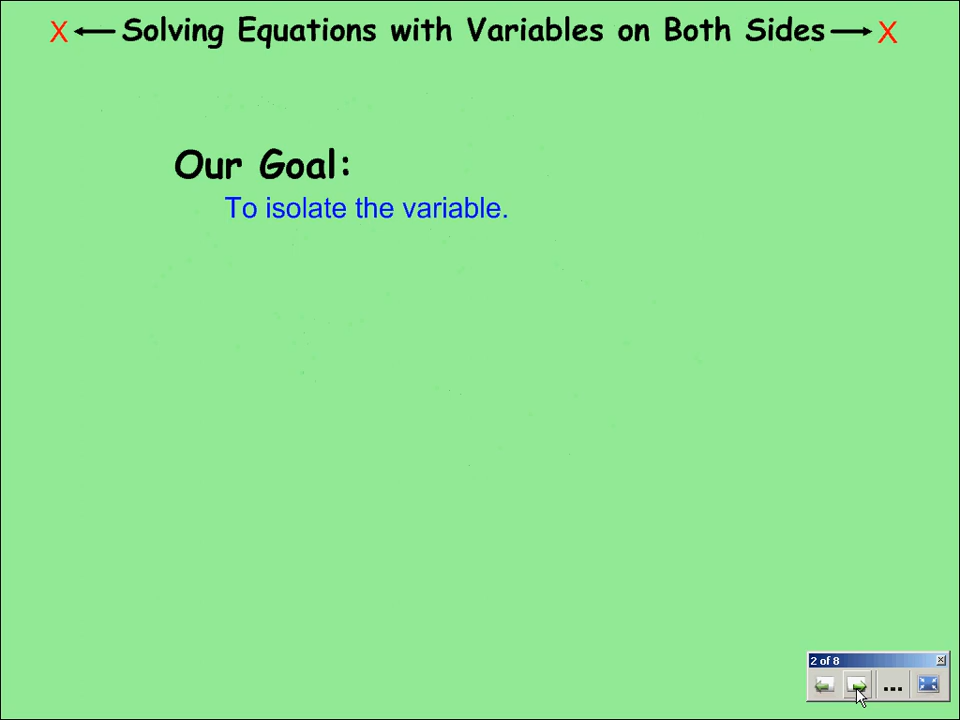 X Solving Equations with Variables on Both Sides X
Our Goal:
To isolate the variable.
2 of 8
...